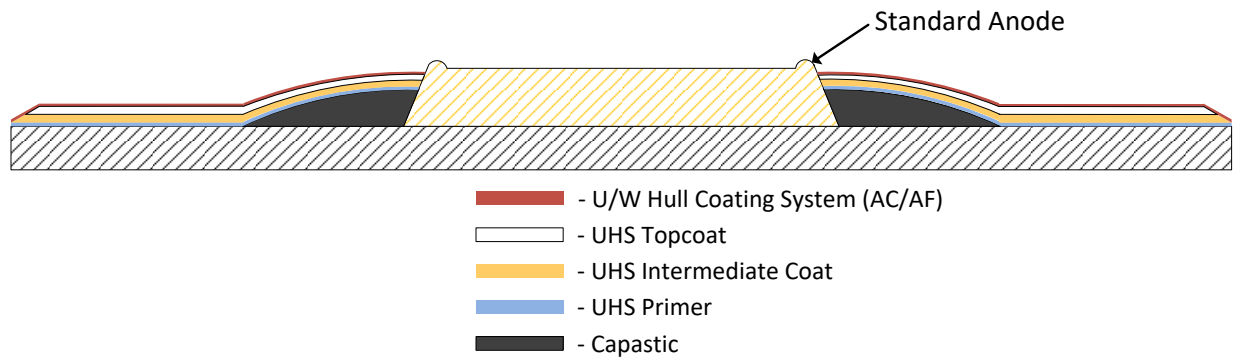 Standard Anode
- U/W Hull Coating System (AC/AF)
- UHS Topcoat
- UHS Intermediate Coat
- UHS Primer
- Capastic